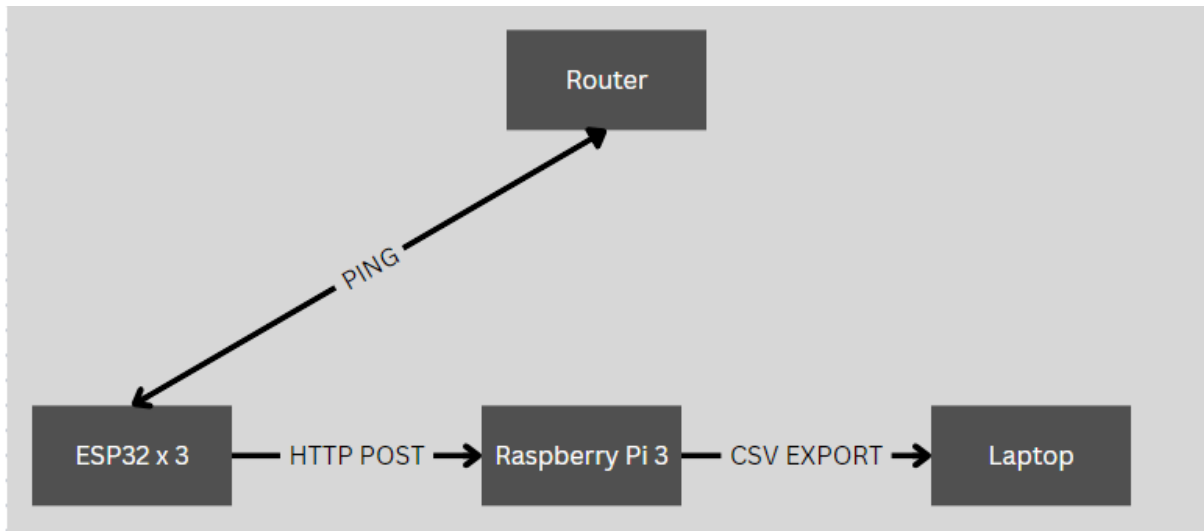 Router
PING
ESP32 x 3
HTTP POST
Raspberry Pi 3
CSV EXPORT
Laptop